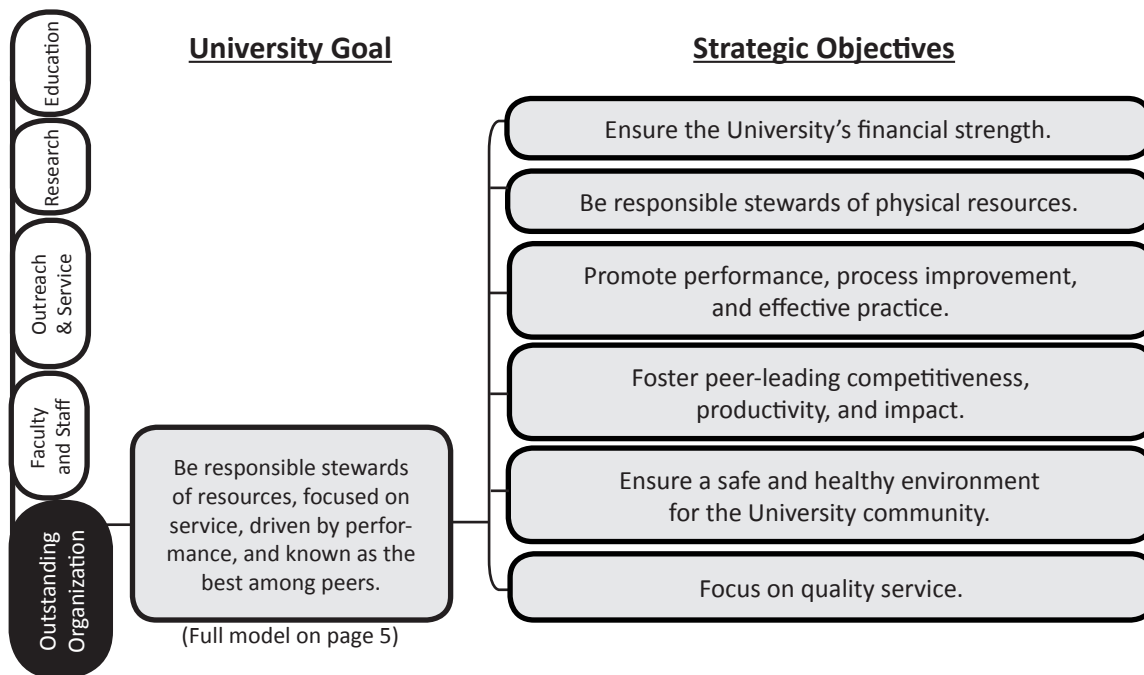 Education
Research
Outreach
& Service
Faculty
and Staff
Outstanding
Organization
University Goal
Be responsible stewards
of resources, focused on
service, driven by perfor-
mance, and known as the
best among peers.
(Full model on page 5)
Strategic Objectives
Ensure the University’s financial strength.
Be responsible stewards of physical resources.
Promote performance, process improvement,
and effective practice.
Foster peer-leading competitiveness,
productivity, and impact.
Ensure a safe and healthy environment
for the University community.
Focus on quality service.